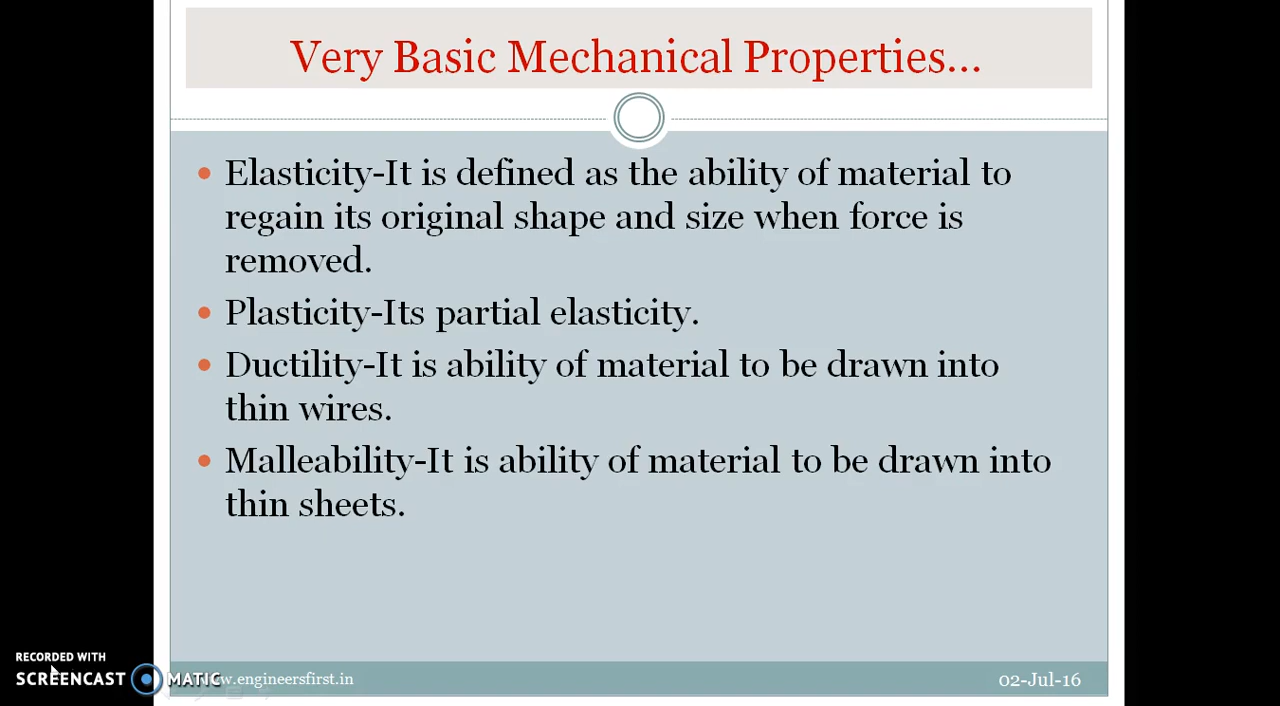 Very Basic Mechanical Properties...
Elasticity-It is defined as the ability of material to
regain its original shape and size when force is
removed.
Plasticity-Its partial elasticity.
Ductility-It is ability of material to be drawn into
thin wires.
Malleability-It is ability of material to be drawn into
thin sheets.
RECORDED WITH
SCREENCAST MATIC
www.engineersfirst.in
02-Jul-16